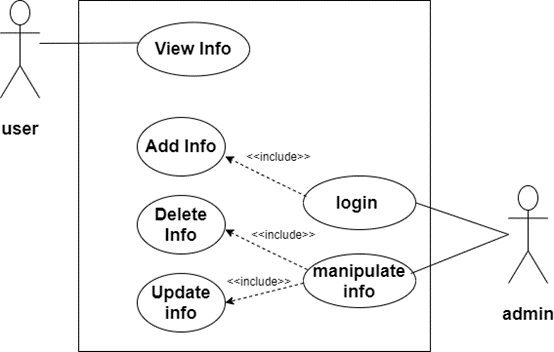 View Info
user
Add Info
<<include>>
login
Delete
Info
<<include>>
manipulate
info
<<include>>
Update
info
admin